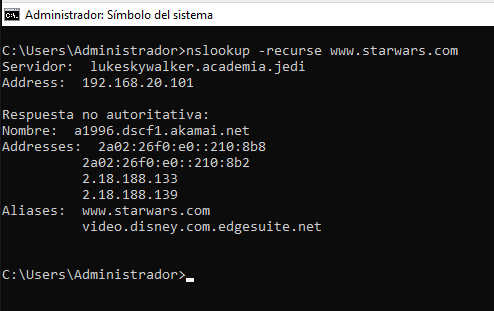 Administrador: Símbolo del sistema
C:\Users\Administrador>nslookup -recurse www.starwars.com
Servidor:  lukeskywalker.academia.jedi
Address:  192.168.20.101
Respuesta no autoritativa:
Nombre:  a1996.dscf1.akamai.net
Addresses:  2a02:26f0:e0::210:8b8
2a02:26f0:e0::210:8b2
2.18.188.133
2.18.188.139
Aliases:  www.starwars.com
video.disney.com.edgesuite.net
C:\Users\Administrador>